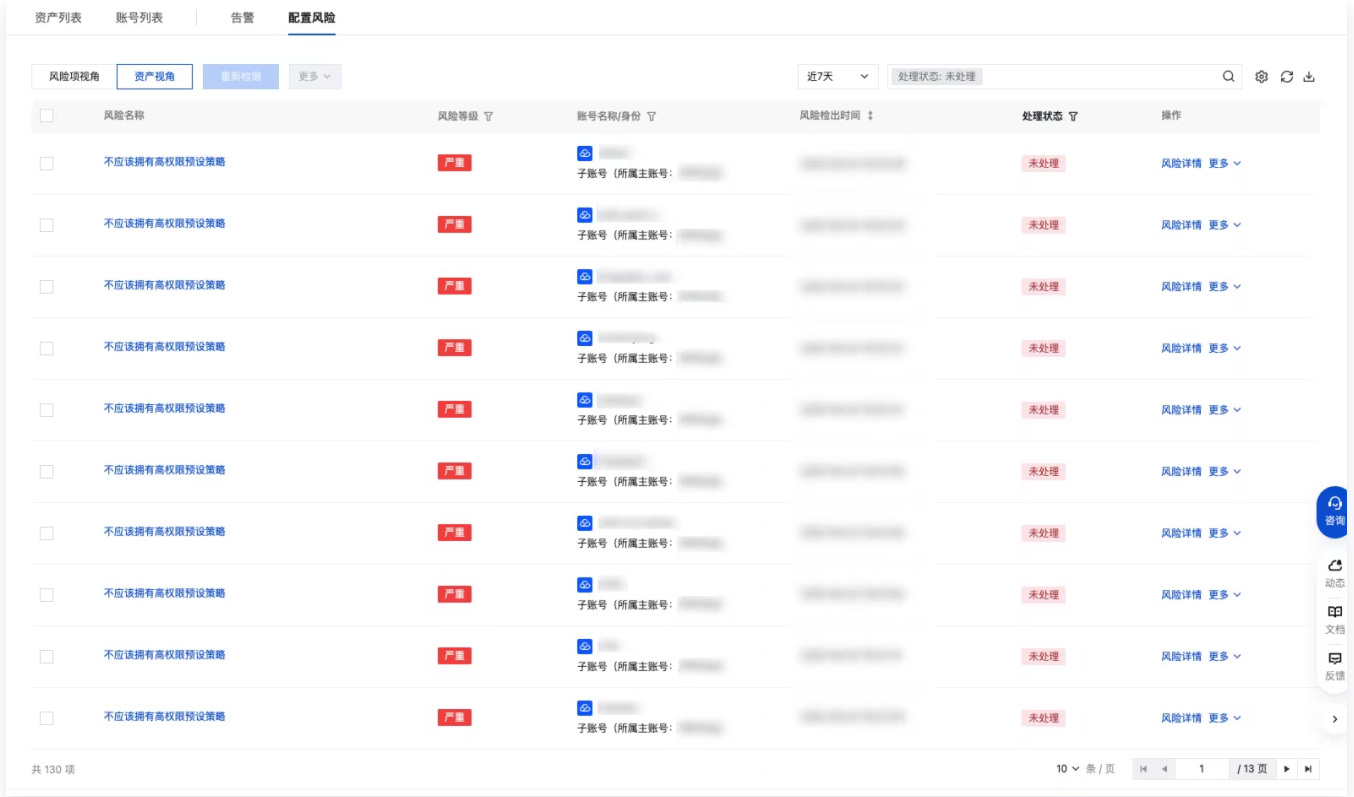 资产列表 账号列表 告警 配置风险
风险项视角 资产视角 重新检测 更多 近7天 处理状态: 未处理
风险名称 风险等级 账号名称/身份 风险检出时间 处理状态 操作
不应该拥有高权限预设策略 严重 未处理 风险详情 更多
子账号（所属主账号:
不应该拥有高权限预设策略 严重 未处理 风险详情 更多
子账号（所属主账号:
不应该拥有高权限预设策略 严重 未处理 风险详情 更多
子账号（所属主账号:
不应该拥有高权限预设策略 严重 未处理 风险详情 更多
子账号（所属主账号:
不应该拥有高权限预设策略 严重 未处理 风险详情 更多
子账号（所属主账号:
不应该拥有高权限预设策略 严重 未处理 风险详情 更多
子账号（所属主账号:
不应该拥有高权限预设策略 严重 未处理 风险详情 更多
子账号（所属主账号:
不应该拥有高权限预设策略 严重 未处理 风险详情 更多
子账号（所属主账号:
不应该拥有高权限预设策略 严重 未处理 风险详情 更多
子账号（所属主账号:
不应该拥有高权限预设策略 严重 未处理 风险详情 更多
子账号（所属主账号:
咨询
动态
文档
反馈
共 130 项 10 条 / 页 1 / 13 页